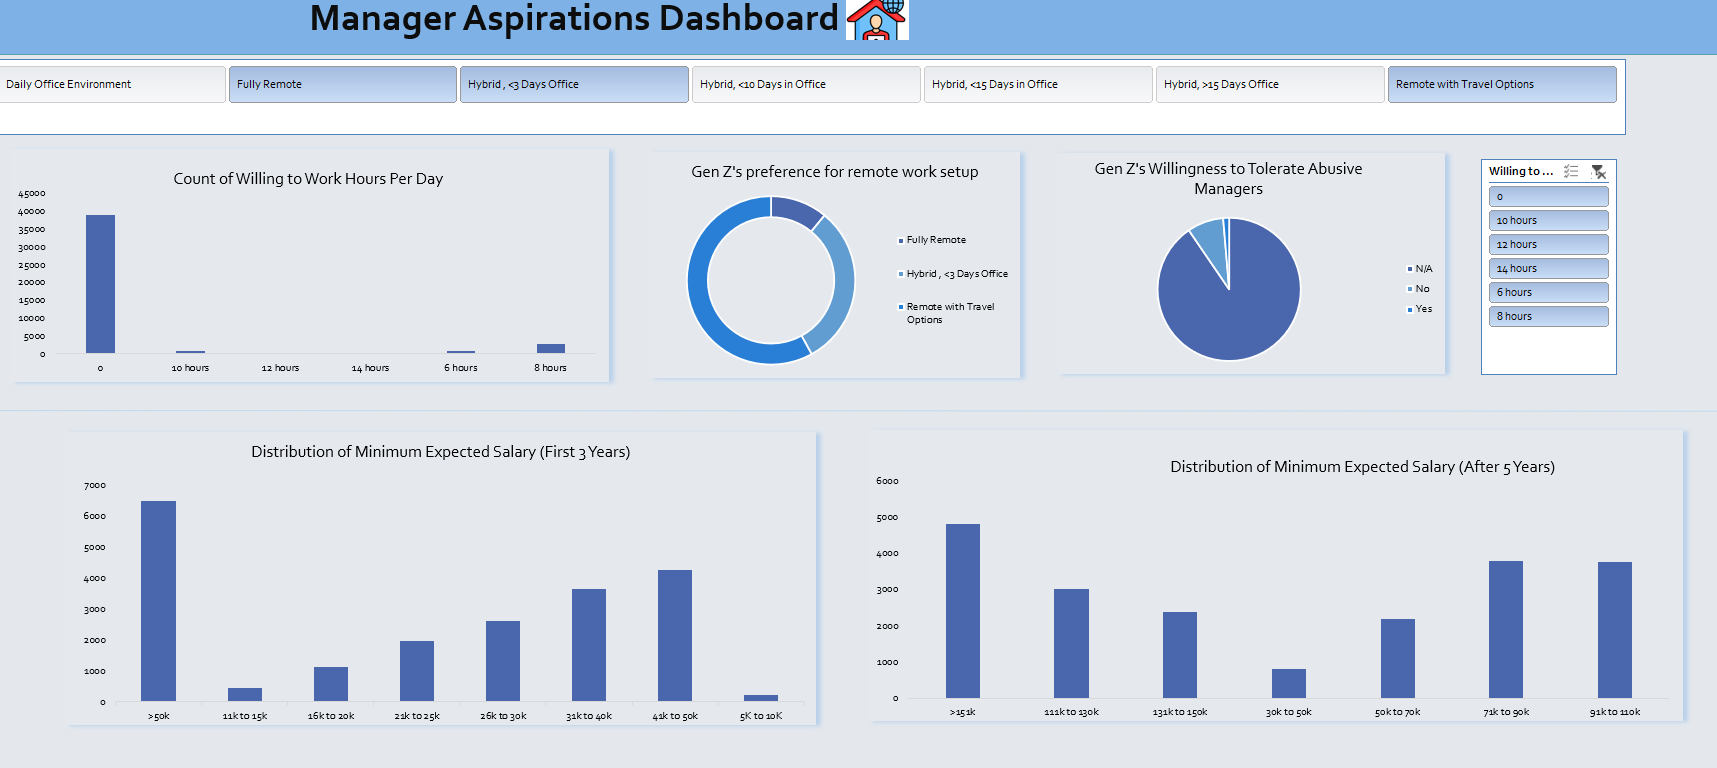 Manager Aspirations Dashboard
Daily Office Environment
Fully Remote
Hybrid , <3 Days Office
Hybrid, <10 Days in Office
Hybrid, <15 Days in Office
Hybrid, >15 Days Office
Remote with Travel Options
Count of Willing to Work Hours Per Day
45000
40000
35000
30000
25000
20000
15000
10000
5000
0
0
10 hours
12 hours
14 hours
6 hours
8 hours
Gen Z's preference for remote work setup
Fully Remote
Hybrid , <3 Days Office
Remote with Travel
Options
Gen Z's Willingness to Tolerate Abusive
Managers
N/A
No
Yes
Willing to ...
0
10 hours
12 hours
14 hours
6 hours
8 hours
Distribution of Minimum Expected Salary (First 3 Years)
7000
6000
5000
4000
3000
2000
1000
0
>50k
11k to 15k
16k to 20k
21k to 25k
26k to 30k
31k to 40k
41k to 50k
5K to 10K
Distribution of Minimum Expected Salary (After 5 Years)
6000
5000
4000
3000
2000
1000
0
>151k
111k to 130k
131k to 150k
30k to 50k
50k to 70k
71k to 90k
91k to 110k